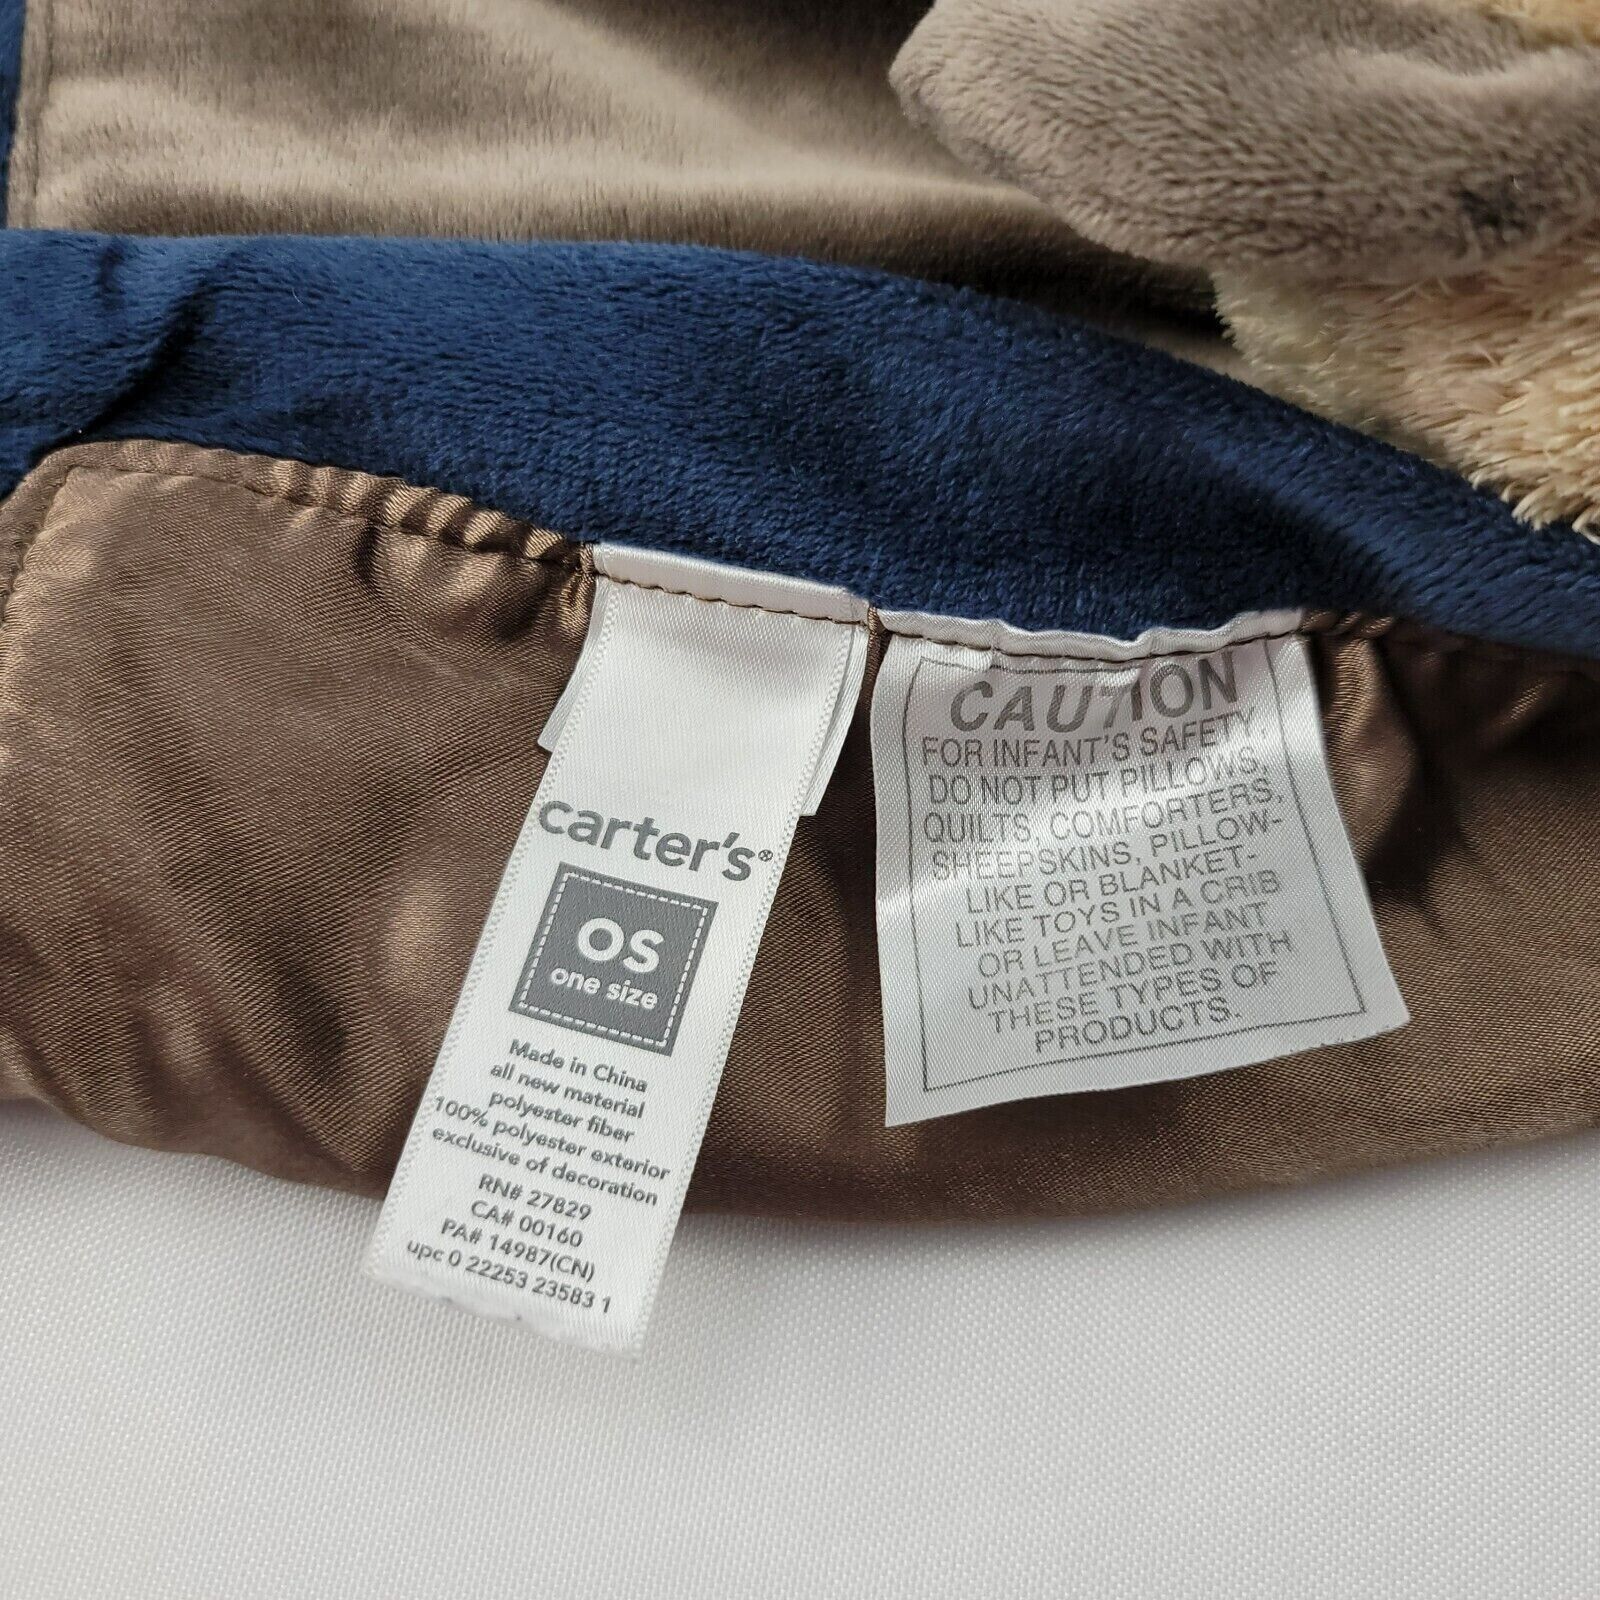 carter's®
OS
one size
Made in China
all new material
polyester fiber
100% polyester exterior
exclusive of decoration
RN# 27829
CA# 00160
PA# 14987(CN)
upc 0 22253 23583 1
CAUTION
FOR INFANT'S SAFETY,
DO NOT PUT PILLOWS,
QUILTS, COMFORTERS,
SHEEPSKINS, PILLOW-
LIKE OR BLANKET-
LIKE TOYS IN A CRIB
OR LEAVE INFANT
UNATTENDED WITH
THESE TYPES OF
PRODUCTS.